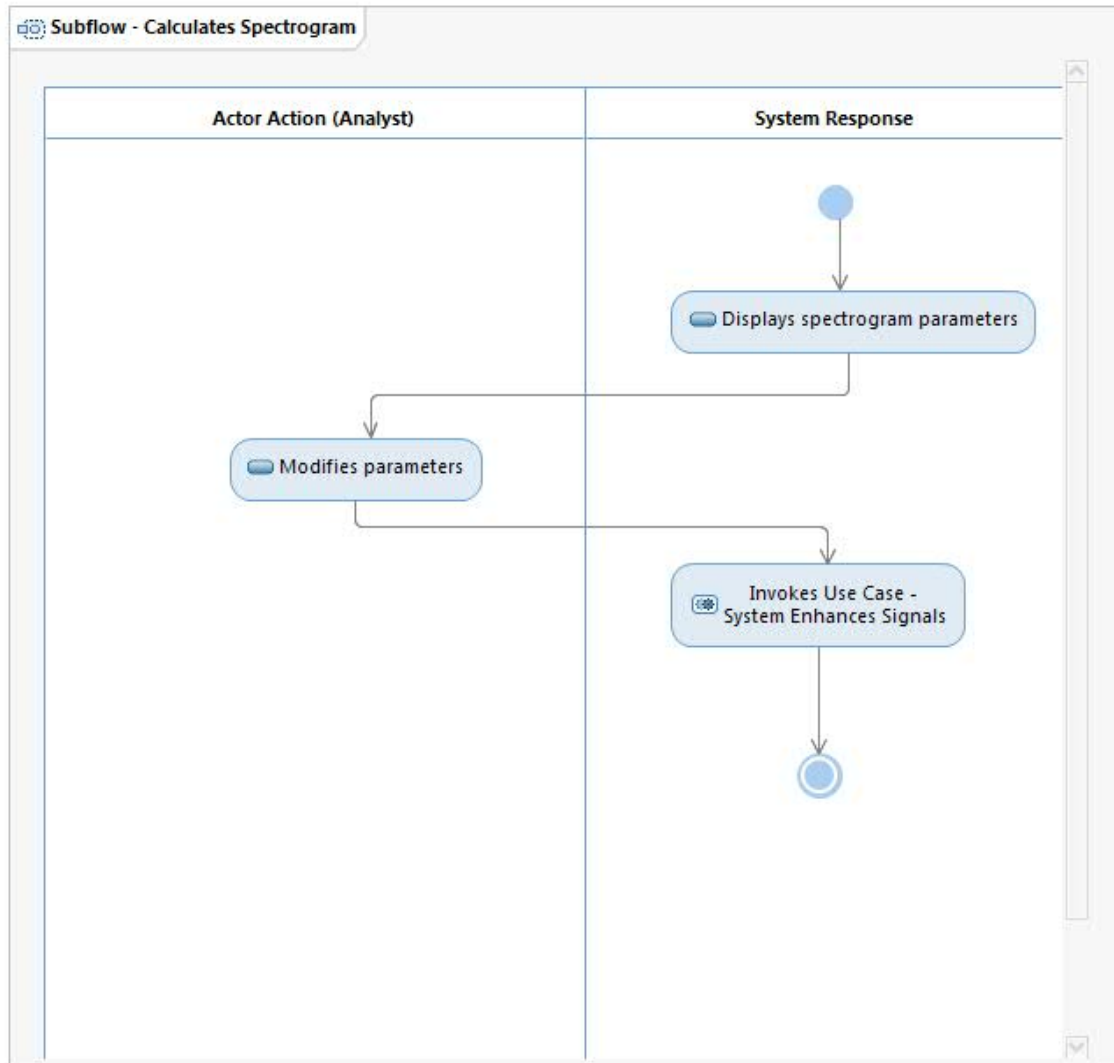 Subflow - Calculates Spectrogram
Actor Action (Analyst)
System Response
Displays spectrogram parameters
Modifies parameters
Invokes Use Case -
System Enhances Signals